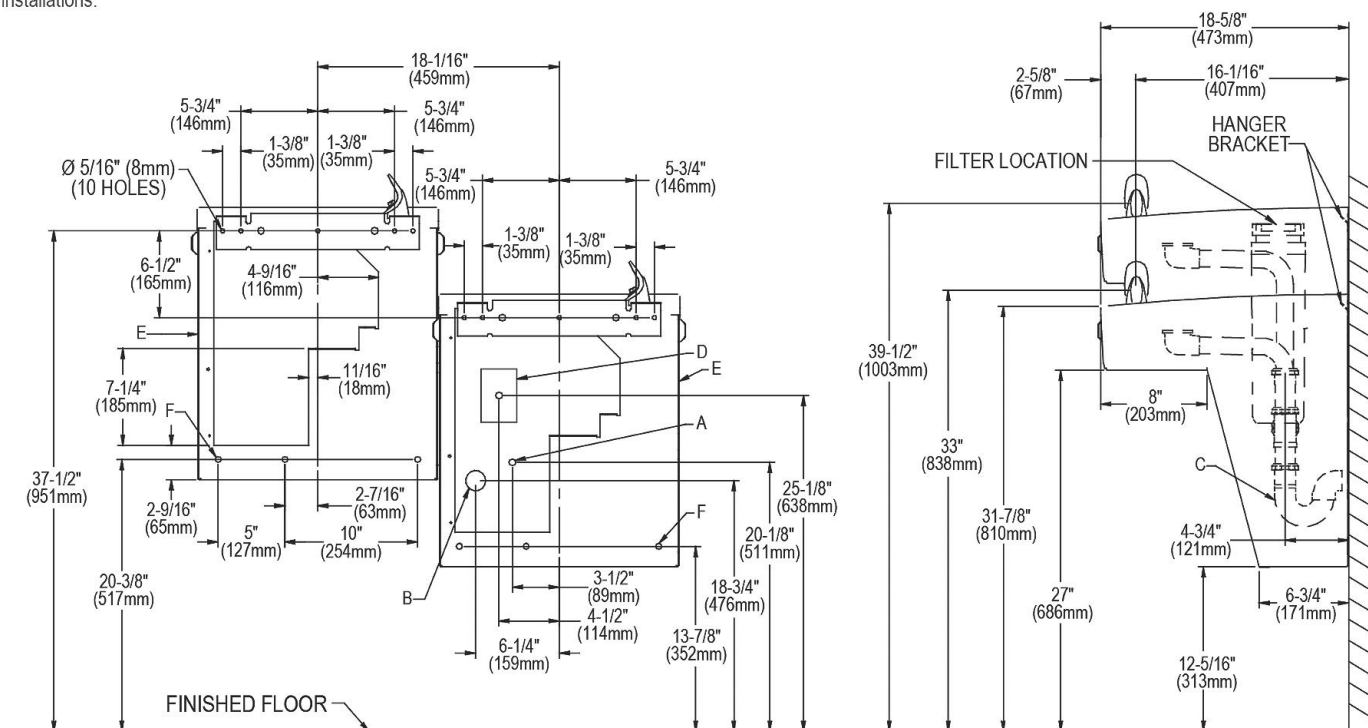 installations.
18-1/16"
(459mm)
5-3/4"
(146mm)
5-3/4"
(146mm)
1-3/8"
(35mm)
1-3/8"
(35mm)
Ø 5/16" (8mm)
(10 HOLES)
5-3/4"
(146mm)
5-3/4"
(146mm)
1-3/8"
(35mm)
1-3/8"
(35mm)
6-1/2"
(165mm)
4-9/16"
(116mm)
E
11/16"
(18mm)
7-1/4"
(185mm)
F
D
E
A
37-1/2"
(951mm)
2-9/16"
(65mm)
2-7/16"
(63mm)
5"
(127mm)
10"
(254mm)
25-1/8"
(638mm)
F
20-1/8"
(511mm)
20-3/8"
(517mm)
B
3-1/2"
(89mm)
18-3/4"
(476mm)
4-1/2"
(114mm)
13-7/8"
(352mm)
6-1/4"
(159mm)
FINISHED FLOOR
18-5/8"
(473mm)
2-5/8"
(67mm)
16-1/16"
(407mm)
HANGER
BRACKET
FILTER LOCATION
39-1/2"
(1003mm)
8"
(203mm)
33"
(838mm)
C
31-7/8"
(810mm)
4-3/4"
(121mm)
27"
(686mm)
6-3/4"
(171mm)
12-5/16"
(313mm)